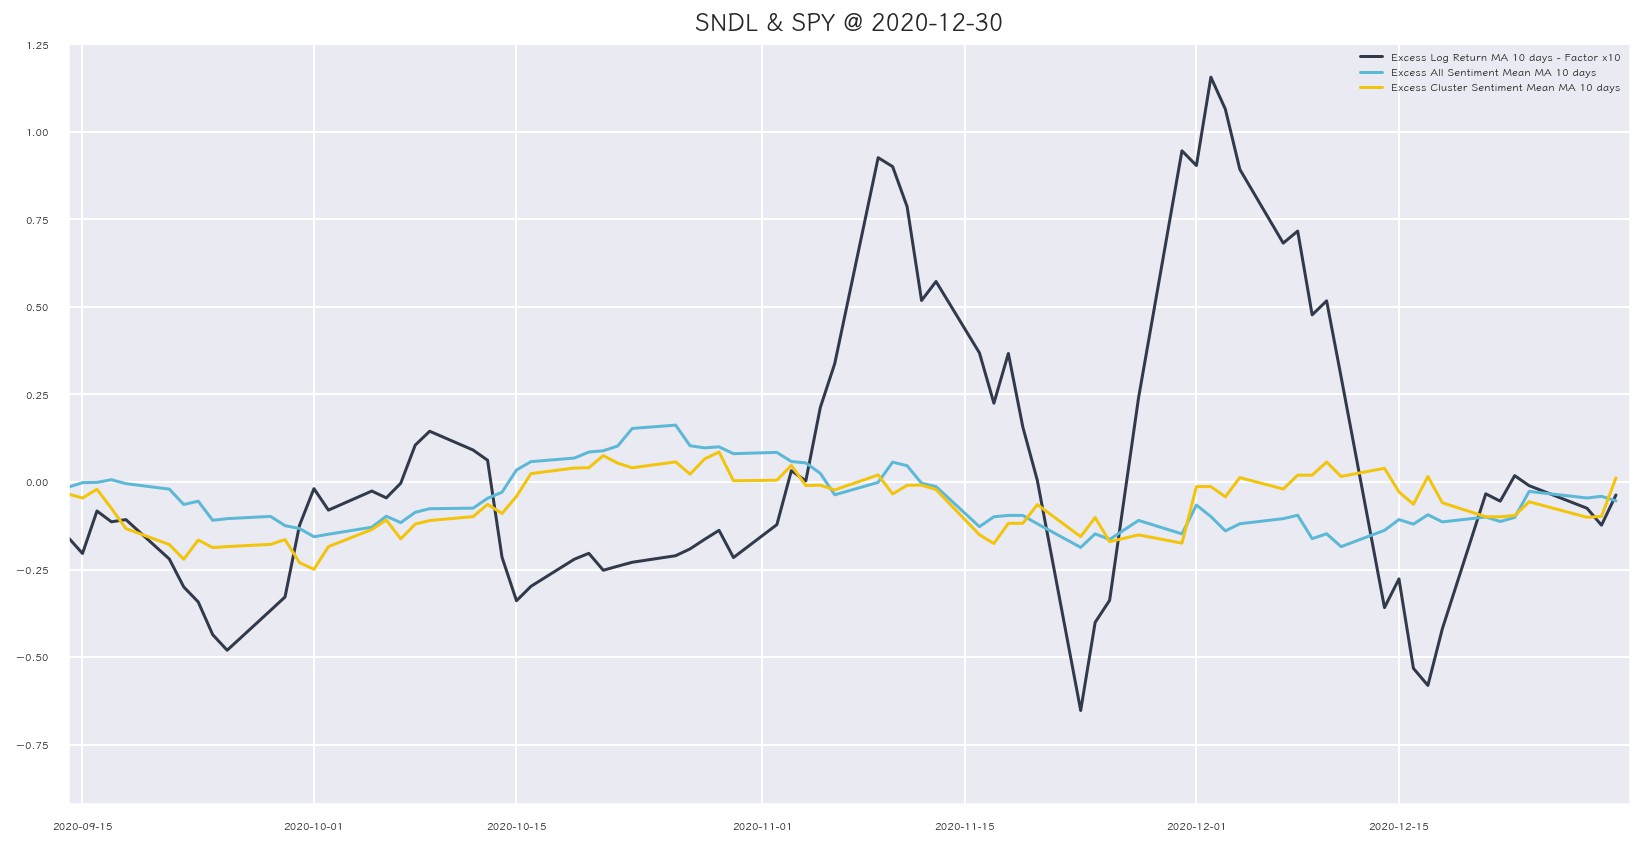 SNDL & SPY @ 2020-12-30
1.25
1.00
0.75
0.50
0.25
0.00
−0.25
−0.50
−0.75
Excess Log Return MA 10 days - Factor x10
Excess All Sentiment Mean MA 10 days
Excess Cluster Sentiment Mean MA 10 days
2020-09-15 2020-10-01 2020-10-15 2020-11-01 2020-11-15 2020-12-01 2020-12-15